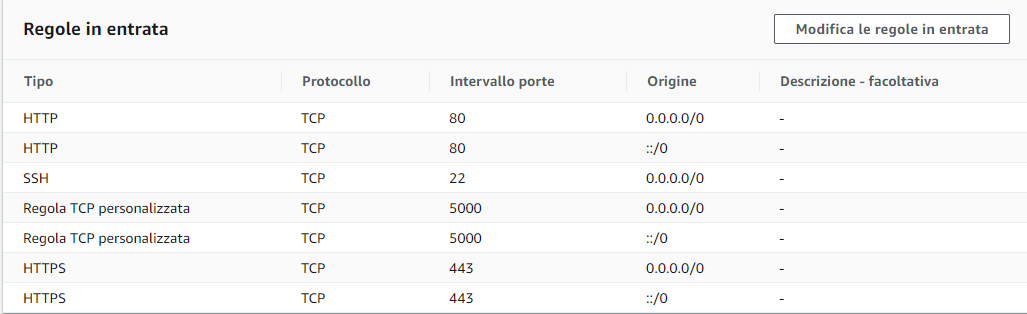 Regole in entrata
Modifica le regole in entrata
Tipo Protocollo Intervallo porte Origine Descrizione - facoltativa
HTTP TCP 80 0.0.0.0/0 -
HTTP TCP 80 ::/0 -
SSH TCP 22 0.0.0.0/0 -
Regola TCP personalizzata TCP 5000 0.0.0.0/0 -
Regola TCP personalizzata TCP 5000 ::/0 -
HTTPS TCP 443 0.0.0.0/0 -
HTTPS TCP 443 ::/0 -